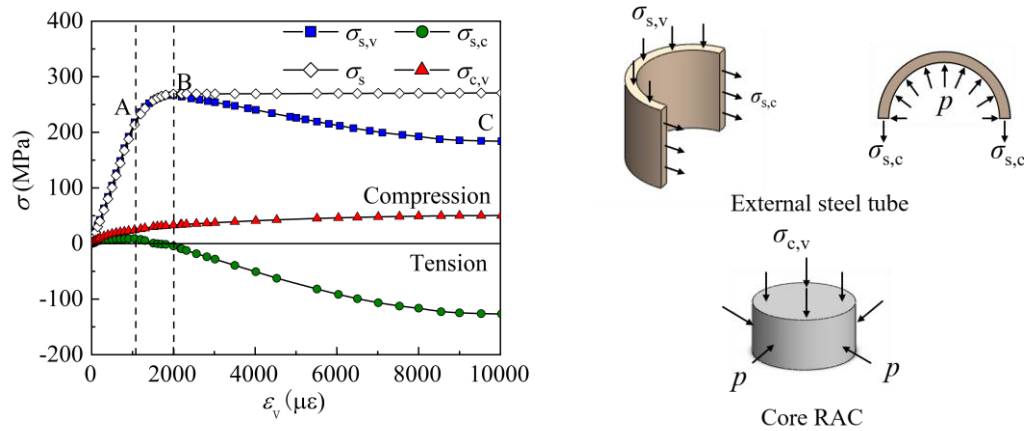 σs,v σs,c
σs σc,v
400
300
200
100
0
-100
-200
σ(MPa)
A
B
C
Compression
Tension
0 2000 4000 6000 8000 10000
εv(με)
σs,v
σs,c
p
σs,c σs,c
External steel tube
σc,v
p p
Core RAC